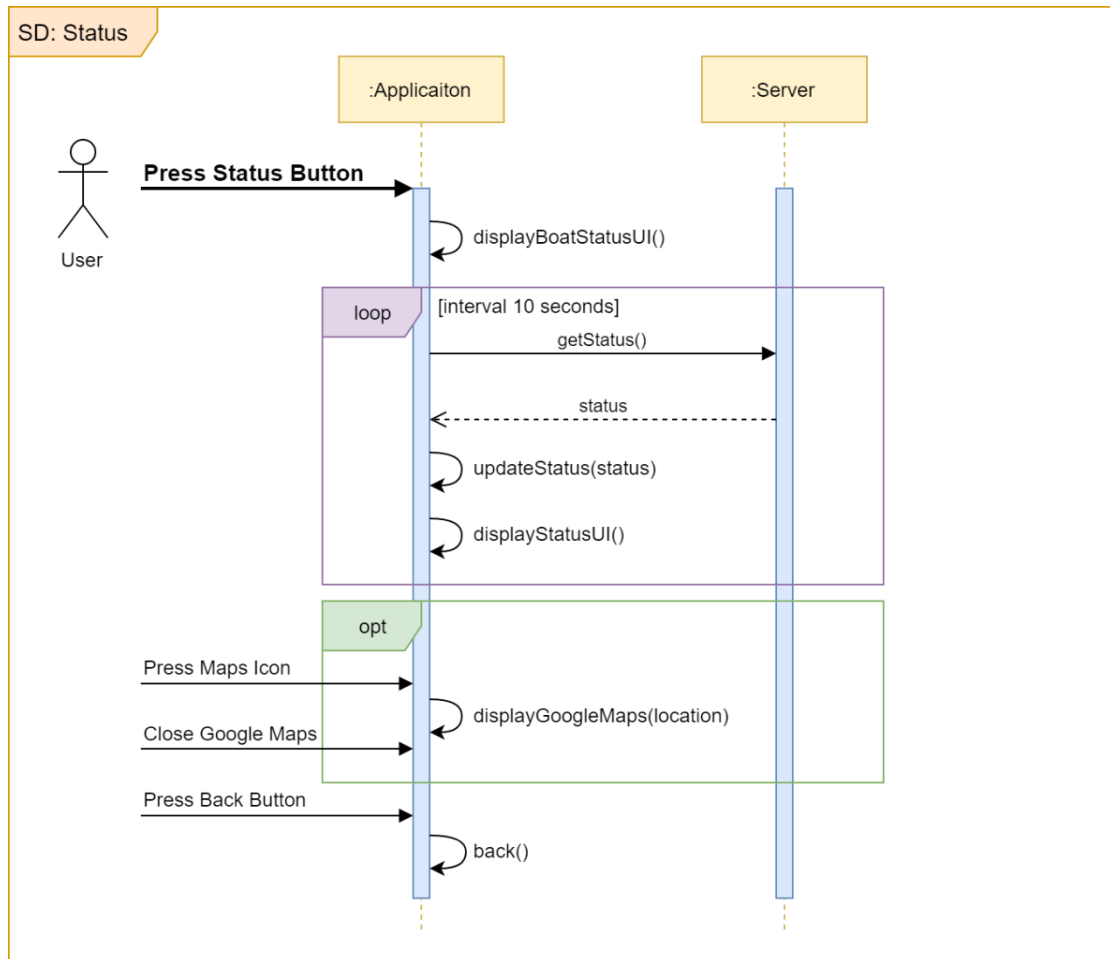 SD: Status
:Applicaiton
:Server
Press Status Button
User
displayBoatStatusUI()
loop
[interval 10 seconds]
getStatus()
status
updateStatus(status)
displayStatusUI()
opt
Press Maps Icon
displayGoogleMaps(location)
Close Google Maps
Press Back Button
back()